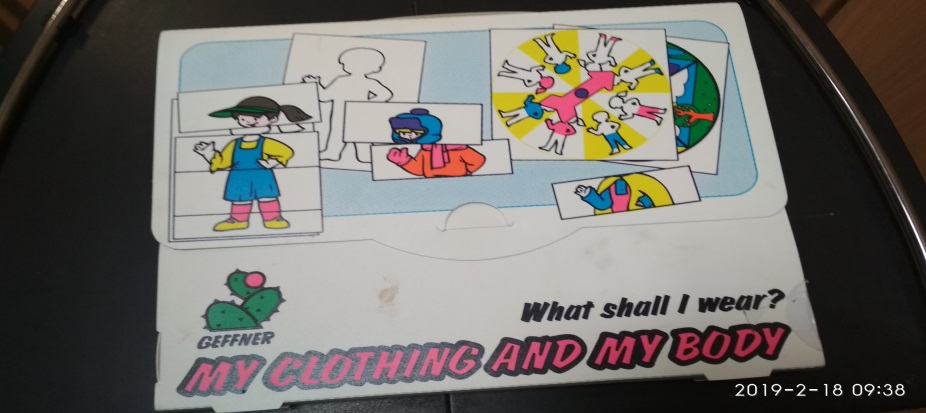 GEFFNER
What shall I wear?
MY CLOTHING AND MY BODY
2019-2-18 09:38